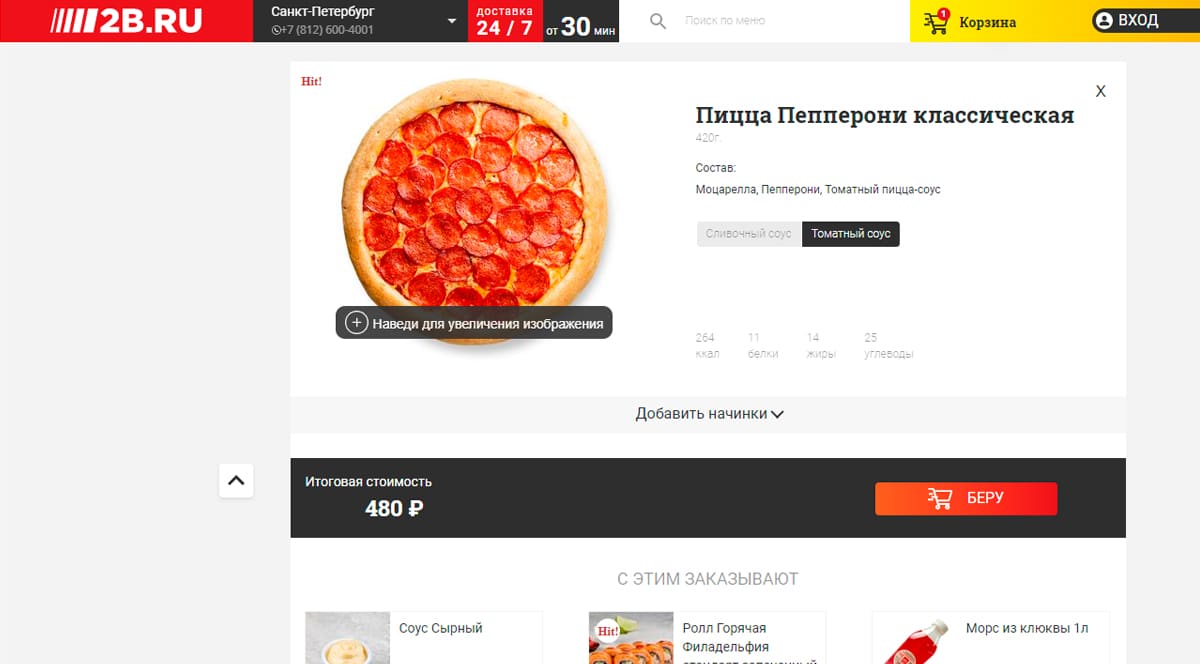 2B.RU
Санкт-Петербург
+7 (812) 600-4001
доставка
24 / 7
от 30 мин
Поиск по меню
1
Корзина
ВХОД
Hit!
X
Пицца Пепперони классическая
420г.
Состав:
Моцарелла, Пепперони, Томатный пицца-соус
Сливочный соус
Томатный соус
Наведи для увеличения изображения
264 11 14 25
ккал белки жиры углеводы
Добавить начинки
Итоговая стоимость
480 ₽
БЕРУ
С ЭТИМ ЗАКАЗЫВАЮТ
Соус Сырный
Hit!
Ролл Горячая
Филадельфия
стандарт запеченный
Морс из клюквы 1л